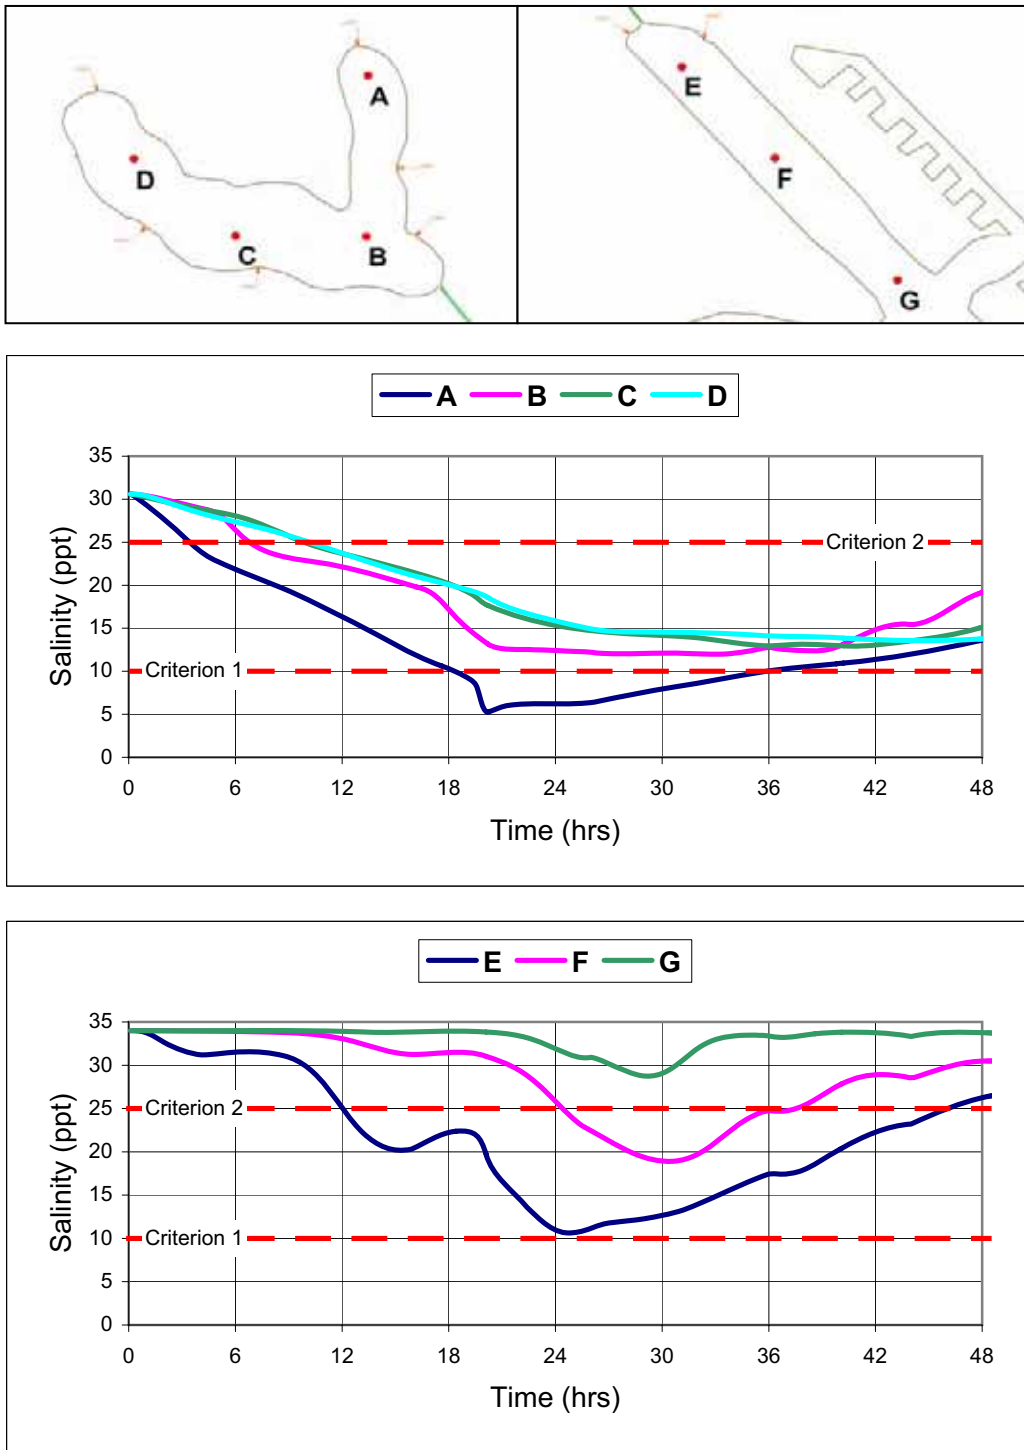 A
D
C
B
E
F
G
A B C D
Salinity (ppt)
35
30
25
20
15
10
5
0
Criterion 2
Criterion 1
0 6 12 18 24 30 36 42 48
Time (hrs)
E F G
Salinity (ppt)
35
30
25
20
15
10
5
0
Criterion 2
Criterion 1
0 6 12 18 24 30 36 42 48
Time (hrs)